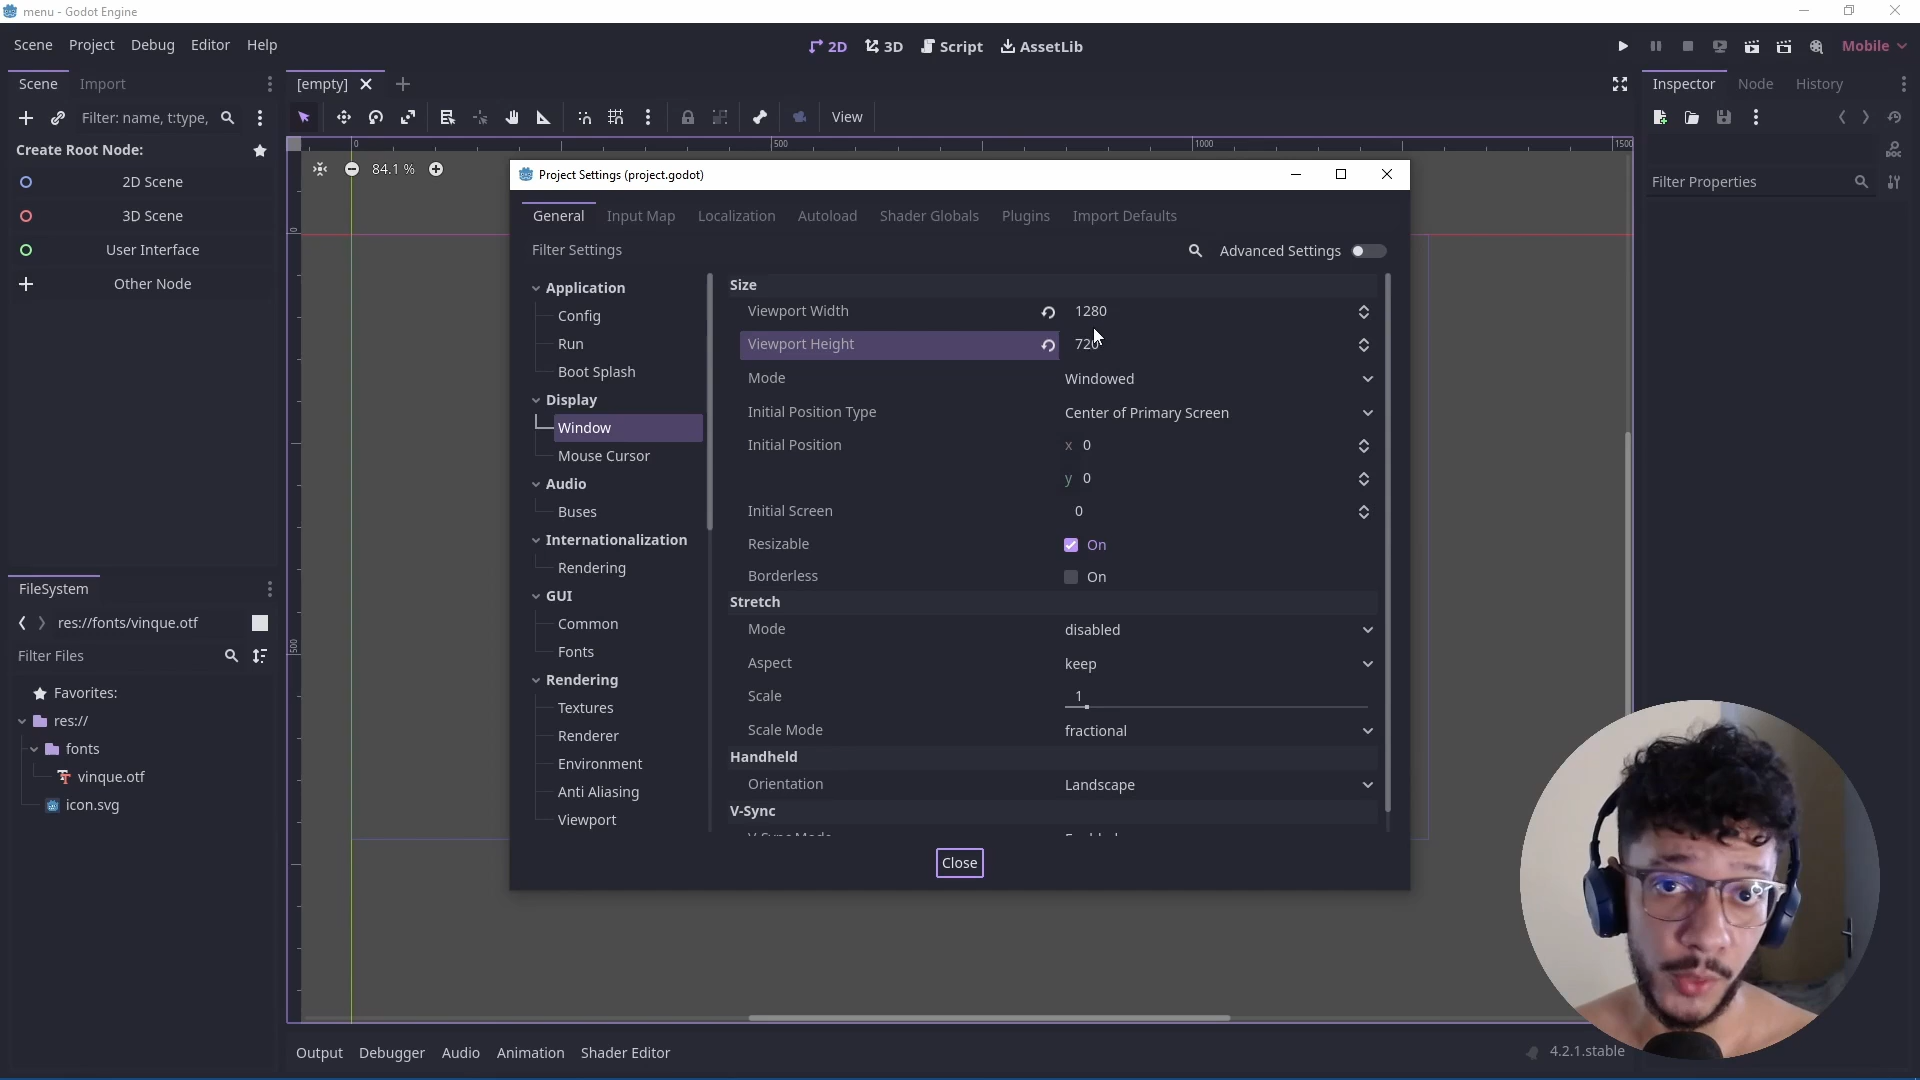 menu - Godot Engine
Scene Project Debug Editor Help
2D 3D Script AssetLib
Mobile
Scene Import
Filter: name, t:type,
Create Root Node:
2D Scene
3D Scene
User Interface
Other Node
FileSystem
res://fonts/vinque.otf
Filter Files
Favorites:
res://
fonts
vinque.otf
icon.svg
[empty]
View
0 500 1000 1500
0
500
84.1 %
Project Settings (project.godot)
General Input Map Localization Autoload Shader Globals Plugins Import Defaults
Filter Settings
Advanced Settings
Application
Config
Run
Boot Splash
Display
Window
Mouse Cursor
Audio
Buses
Internationalization
Rendering
GUI
Common
Fonts
Rendering
Textures
Renderer
Environment
Anti Aliasing
Viewport
Size
Viewport Width 1280
Viewport Height 720
Mode Windowed
Initial Position Type Center of Primary Screen
Initial Position x 0
y 0
Initial Screen 0
Resizable On
Borderless On
Stretch
Mode disabled
Aspect keep
Scale 1
Scale Mode fractional
Handheld
Orientation Landscape
V-Sync
V-Sync Mode Enabled
Close
Inspector Node History
DOC
Filter Properties
Output Debugger Audio Animation Shader Editor
4.2.1.stable